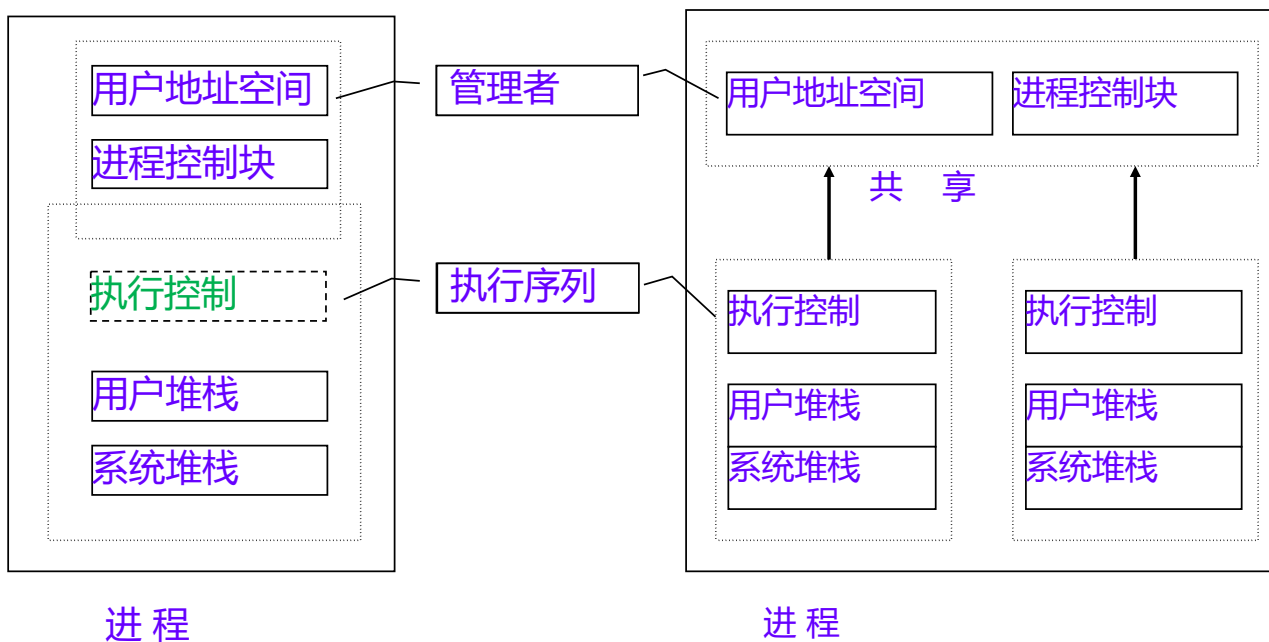 用户地址空间
进程控制块
执行控制
用户堆栈
系统堆栈
进 程
管理者
执行序列
用户地址空间
进程控制块
共 享
执行控制
执行控制
用户堆栈
用户堆栈
系统堆栈
系统堆栈
进 程